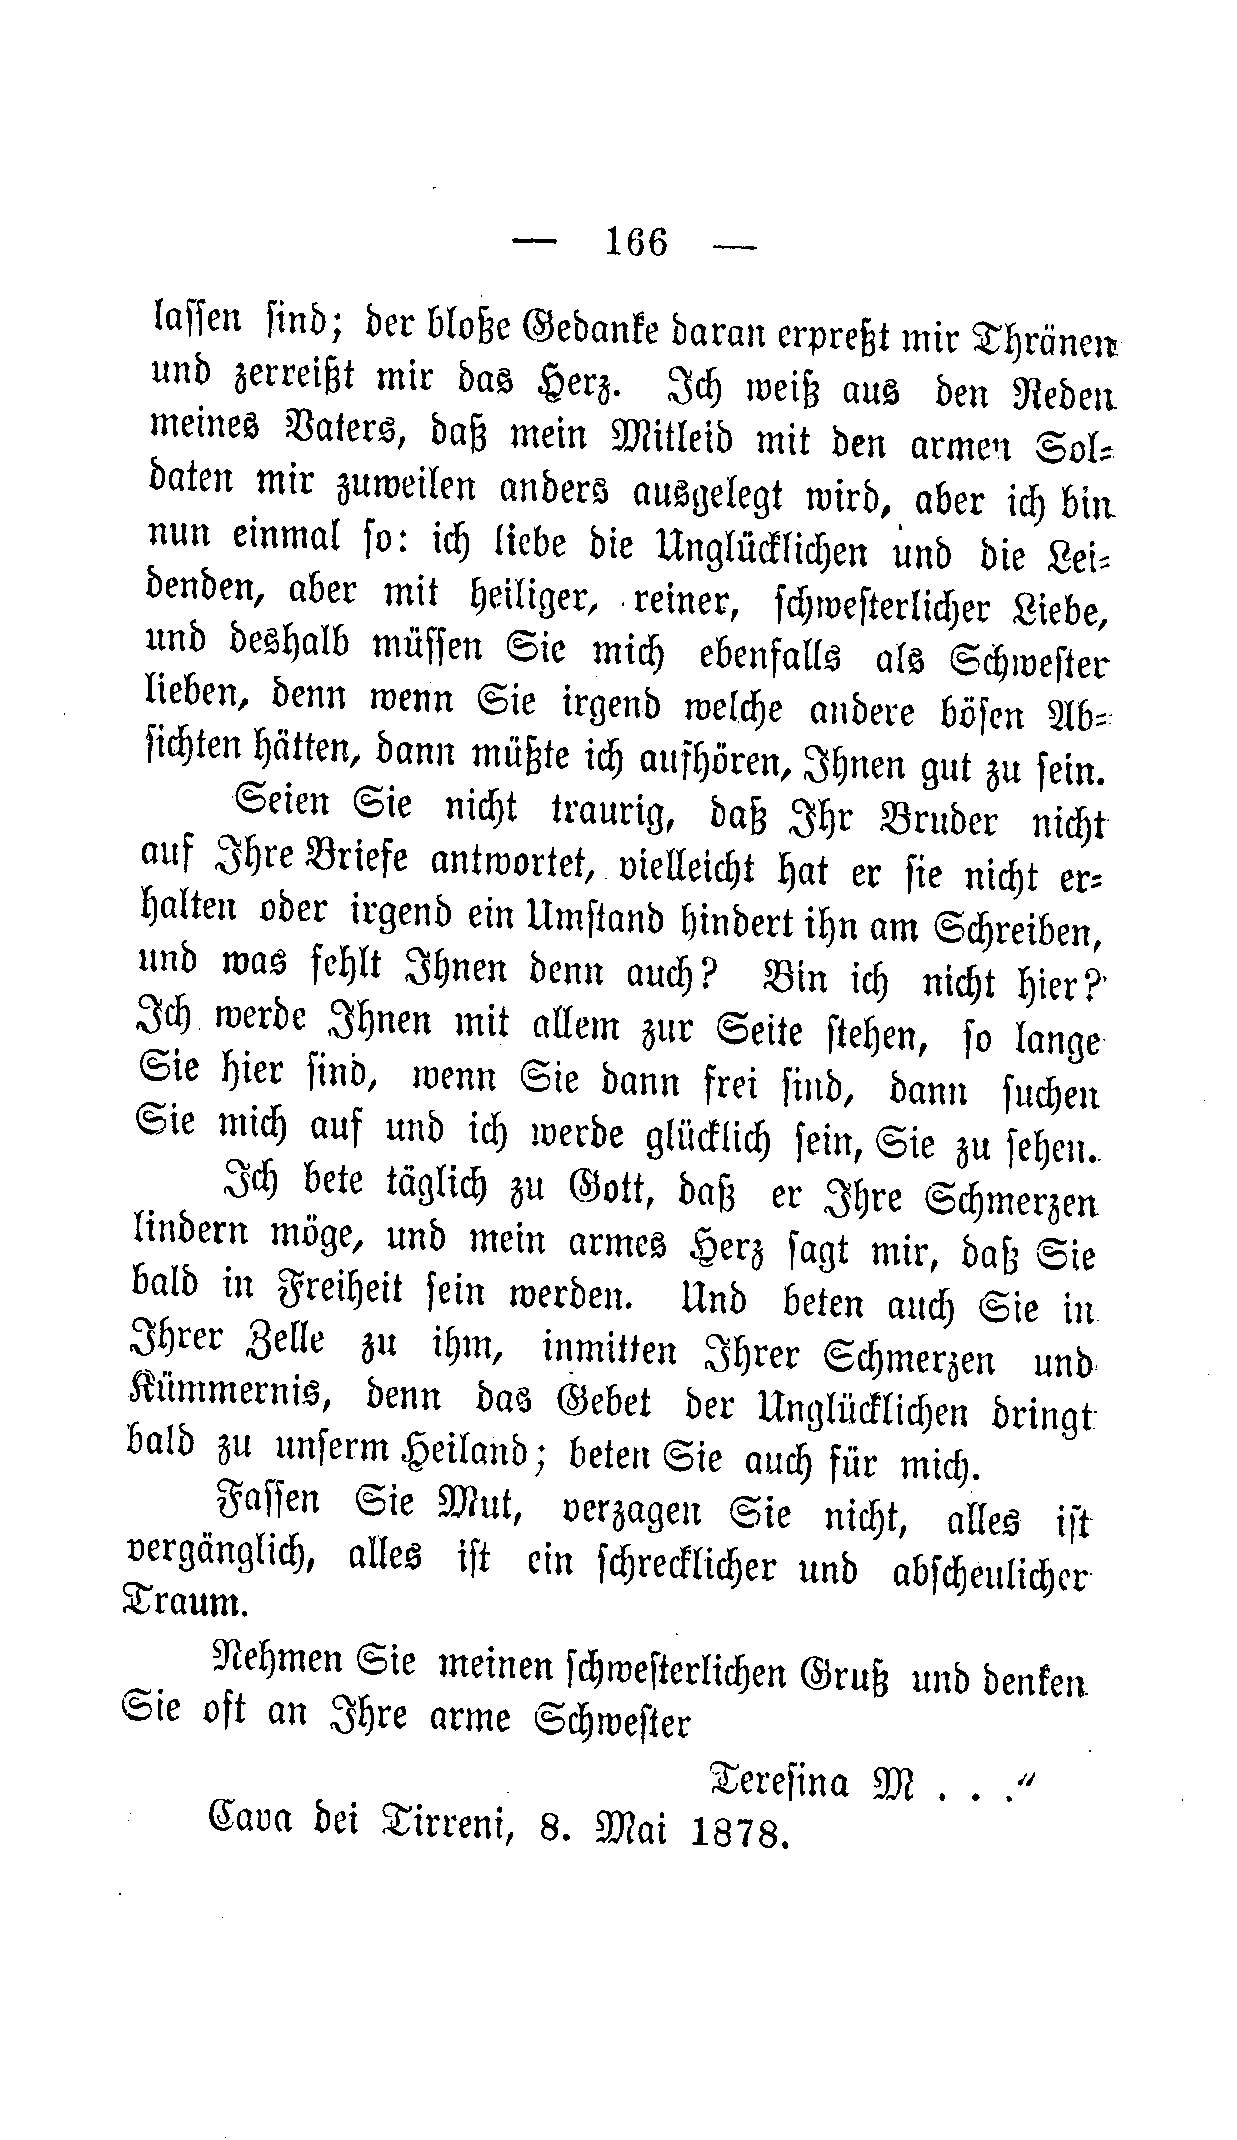 — 166 —
lassen sind; der bloße Gedanke daran erpreßt mir Thränen
und zerreißt mir das Herz. Ich weiß aus den Reden
meines Vaters, daß mein Mitleid mit den armen Sol-
daten mir zuweilen anders ausgelegt wird, aber ich bin
nun einmal so: ich liebe die Unglücklichen und die Lei-
denden, aber mit heiliger, reiner, schwesterlicher Liebe,
und deshalb müssen Sie mich ebenfalls als Schwester
lieben, denn wenn Sie irgend welche andere bösen Ab-
sichten hätten, dann müßte ich aufhören, Ihnen gut zu sein.
Seien Sie nicht traurig, daß Ihr Bruder nicht
auf Ihre Briefe antwortet, vielleicht hat er sie nicht er-
halten oder irgend ein Umstand hindert ihn am Schreiben,
und was fehlt Ihnen denn auch? Bin ich nicht hier?
Ich werde Ihnen mit allem zur Seite stehen, so lange
Sie hier sind, wenn Sie dann frei sind, dann suchen
Sie mich auf und ich werde glücklich sein, Sie zu sehen.
Ich bete täglich zu Gott, daß er Ihre Schmerzen
lindern möge, und mein armes Herz sagt mir, daß Sie
bald in Freiheit sein werden. Und beten auch Sie in
Ihrer Zelle zu ihm, inmitten Ihrer Schmerzen und
Kümmernis, denn das Gebet der Unglücklichen dringt
bald zu unserm Heiland; beten Sie auch für mich.
Fassen Sie Mut, verzagen Sie nicht, alles ist
vergänglich, alles ist ein schrecklicher und abscheulicher
Traum.
Nehmen Sie meinen schwesterlichen Gruß und denken
Sie oft an Ihre arme Schwester
Teresina M . . ."
Cava dei Tirreni, 8. Mai 1878.